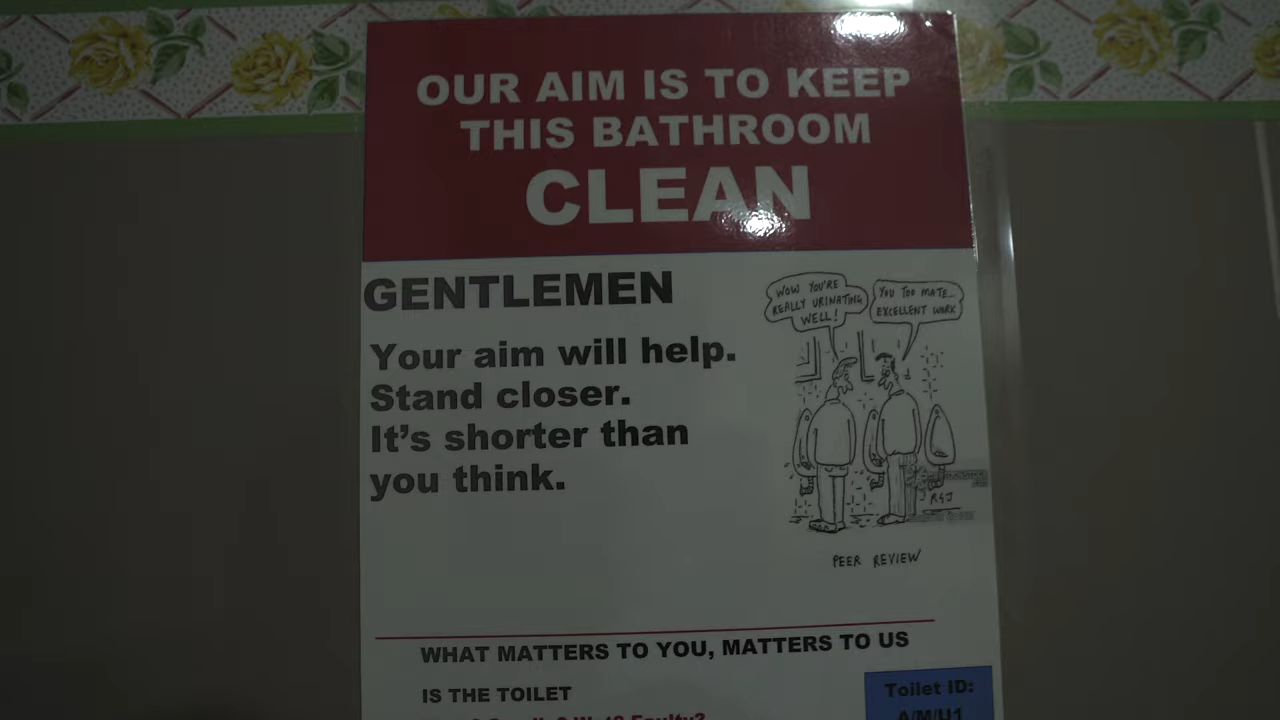 OUR AIM IS TO KEEP
THIS BATHROOM
CLEAN
GENTLEMEN
Your aim will help.
Stand closer.
It's shorter than
you think.
WOW YOU'RE
REALLY URINATING
WELL!
YOU TOO MATE...
EXCELLENT WORK
R&J
PEER REVIEW
WHAT MATTERS TO YOU, MATTERS TO US
IS THE TOILET
Faulty?
Toilet ID:
A/M/U1